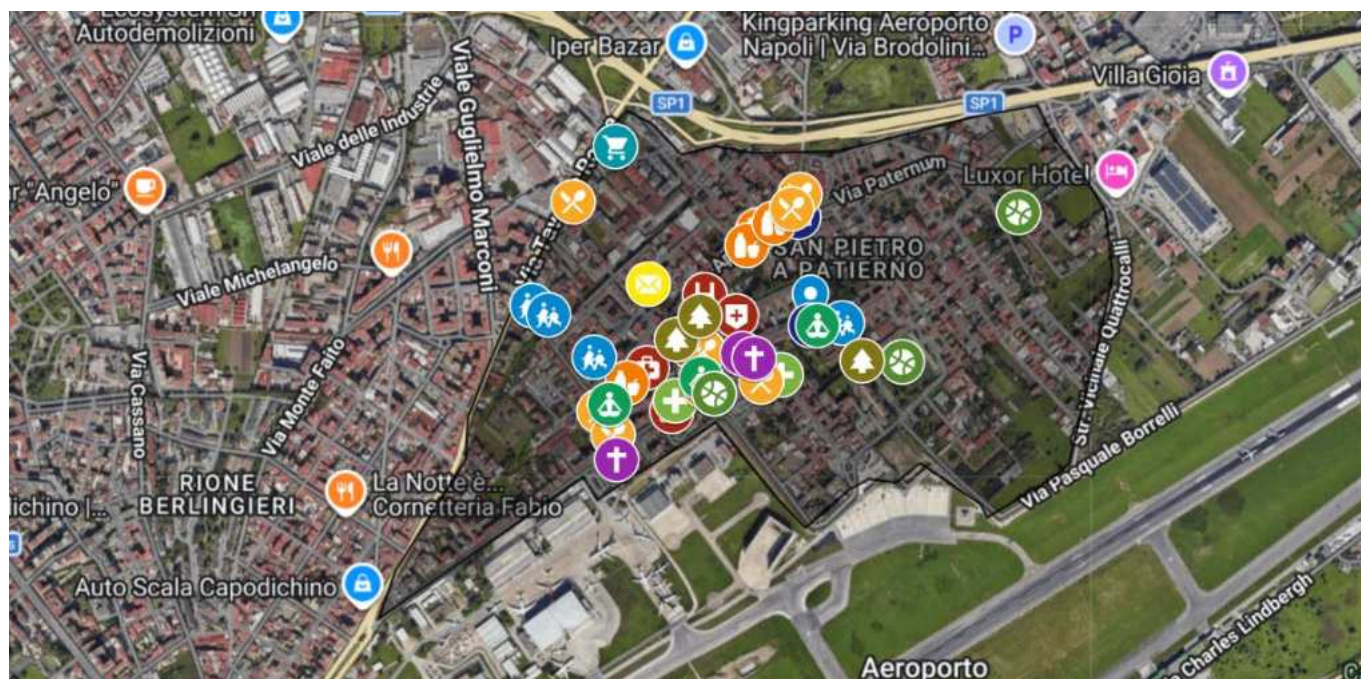 Autodemolizioni
Iper Bazar
Kingparking Aeroporto
Napoli | Via Brodolini...
P
Villa Gioia
SP1
SP1
Viale delle Industrie
Viale Guglielmo Marconi
"Angelo"
Via Paternum
Luxor Hotel
Viale Michelangelo
SAN PIETRO
A PATIERNO
Via Cassano
Via Monte Faito
Str. Vicinale Quattrocalli
Via Pasquale Borrelli
RIONE
BERLINGIERI
La Notte è...
Cornetteria Fabio
Auto Scala Capodichino
Aeroporto
Charles Lindbergh